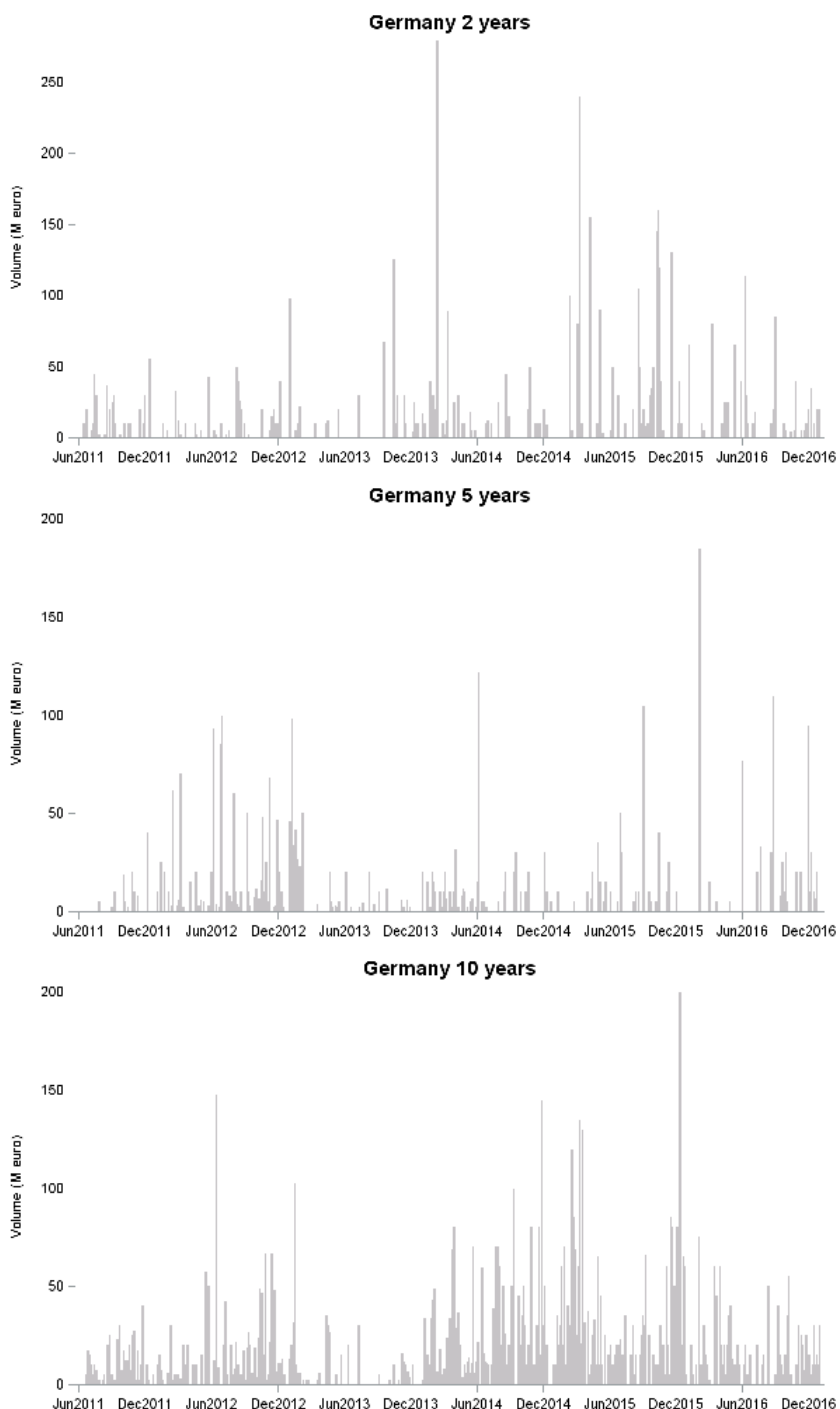 Germany 2 years
Volume (M euro)
250
200
150
100
50
0
Jun2011 Dec2011 Jun2012 Dec2012 Jun2013 Dec2013 Jun2014 Dec2014 Jun2015 Dec2015 Jun2016 Dec2016
Germany 5 years
Volume (M euro)
200
150
100
50
0
Jun2011 Dec2011 Jun2012 Dec2012 Jun2013 Dec2013 Jun2014 Dec2014 Jun2015 Dec2015 Jun2016 Dec2016
Germany 10 years
Volume (M euro)
200
150
100
50
0
Jun2011 Dec2011 Jun2012 Dec2012 Jun2013 Dec2013 Jun2014 Dec2014 Jun2015 Dec2015 Jun2016 Dec2016